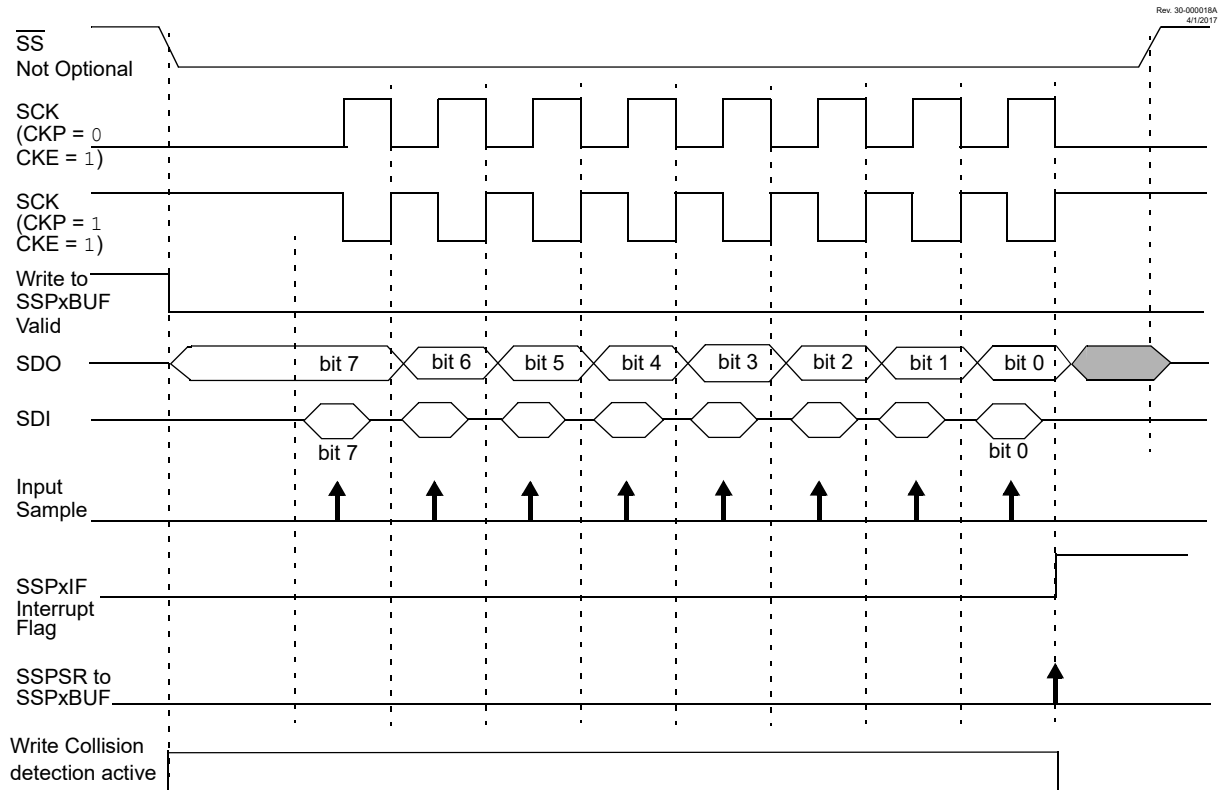 Rev. 30-000018A
4/1/2017
SS
Not Optional
SCK
(CKP = 0
CKE = 1)
SCK
(CKP = 1
CKE = 1)
Write to
SSPxBUF
Valid
SDO
bit 7
bit 6
bit 5
bit 4
bit 3
bit 2
bit 1
bit 0
SDI
bit 7
bit 0
Input
Sample
SSPxIF
Interrupt
Flag
SSPSR to
SSPxBUF
Write Collision
detection active